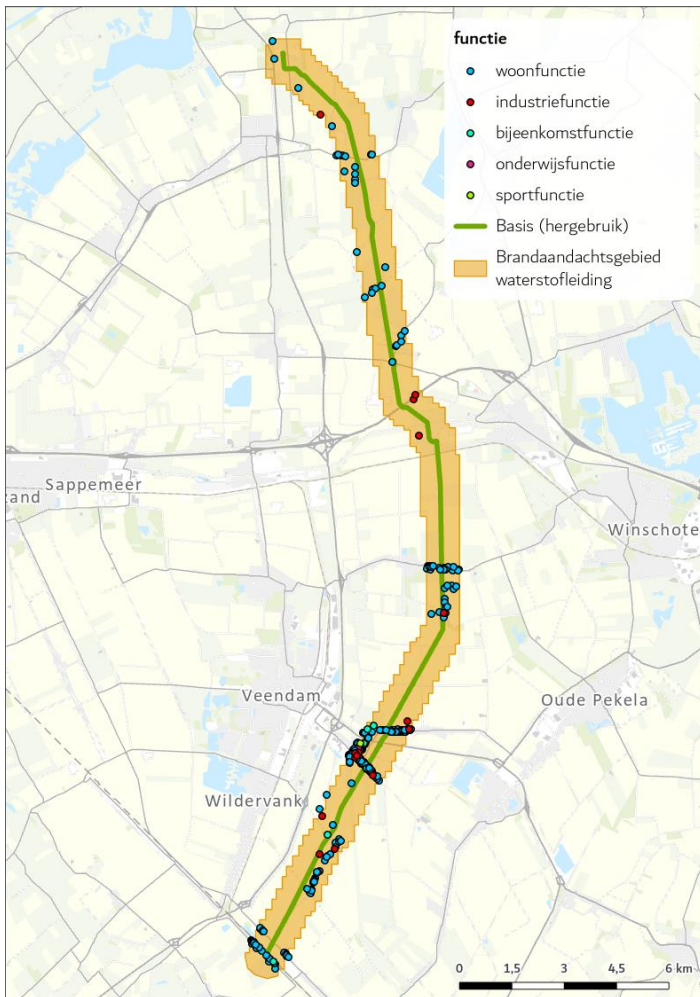 functie
woonfunctie
industriefunctie
bijeenkomstfunctie
onderwijsfunctie
sportfunctie
Basis (hergebruik)
Brandaandachtsgebied
waterstofleiding
Sappemeer
zand
Winschote
Veendam
Oude Pekela
Wildervank
0 1,5 3 4,5 6 km